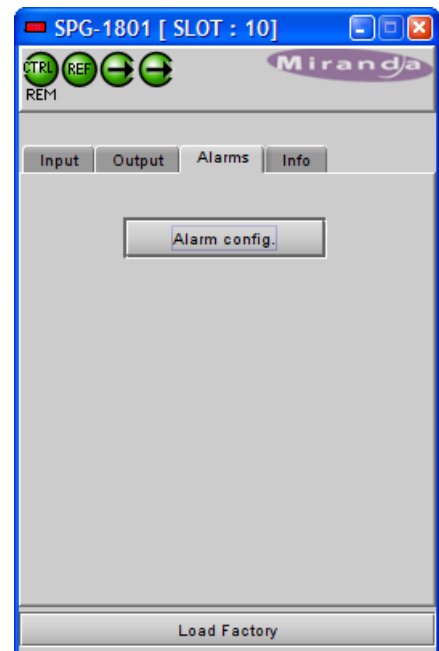 SPG-1801 [ SLOT : 10]
CTRL REF
REM
Miranda
Input Output Alarms Info
Alarm config.
Load Factory